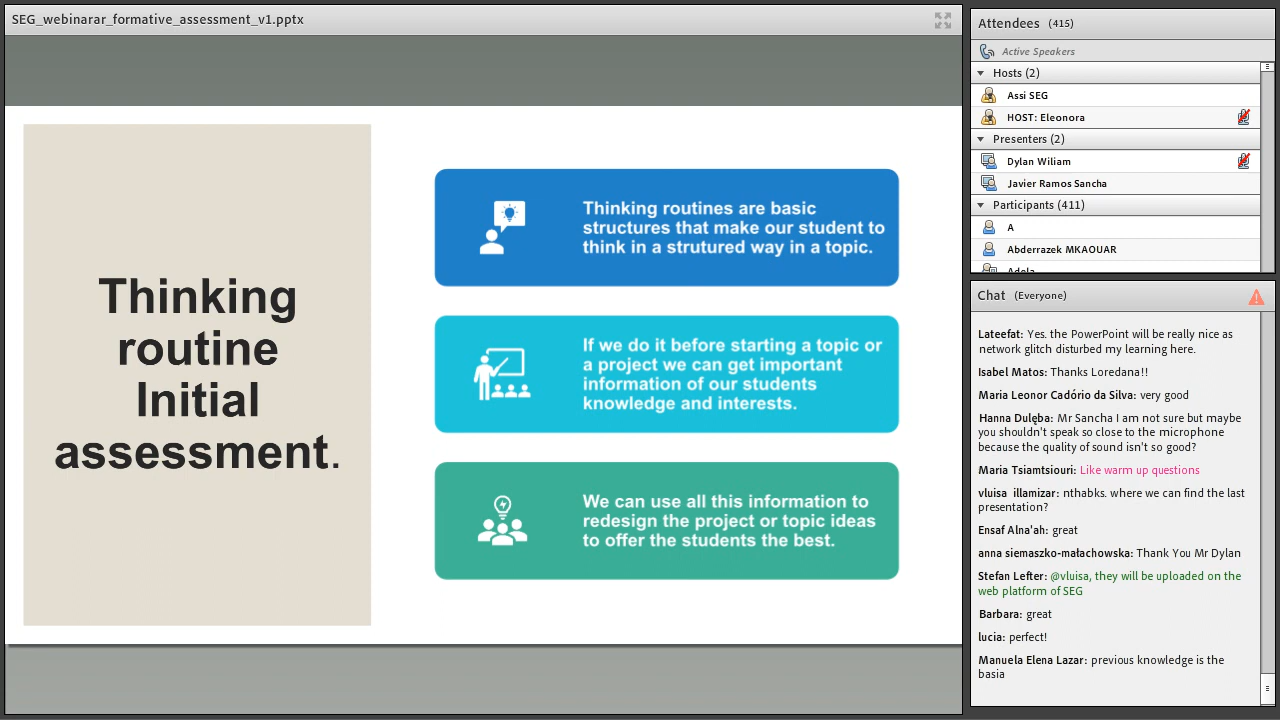 SEG_webinarar_formative_assessment_v1.pptx
Thinking
routine
Initial
assessment.
Thinking routines are basic
structures that make our student to
think in a strutured way in a topic.
If we do it before starting a topic or
a project we can get important
information of our students
knowledge and interests.
We can use all this information to
redesign the project or topic ideas
to offer the students the best.
Attendees (415)
Active Speakers
Hosts (2)
Assi SEG
HOST: Eleonora
Presenters (2)
Dylan Wiliam
Javier Ramos Sancha
Participants (411)
A
Abderrazek MKAOUAR
Adela
Chat (Everyone)
Lateefat: Yes. the PowerPoint will be really nice as
network glitch disturbed my learning here.
Isabel Matos: Thanks Loredana!!
Maria Leonor Cadório da Silva: very good
Hanna Dulęba: Mr Sancha I am not sure but maybe
you shouldn't speak so close to the microphone
because the quality of sound isn't so good?
Maria Tsiamtsiouri: Like warm up questions
vluisa illamizar: nthabks. where we can find the last
presentation?
Ensaf Alna'ah: great
anna siemaszko-małachowska: Thank You Mr Dylan
Stefan Lefter: @vluisa, they will be uploaded on the
web platform of SEG
Barbara: great
lucia: perfect!
Manuela Elena Lazar: previous knowledge is the
basia